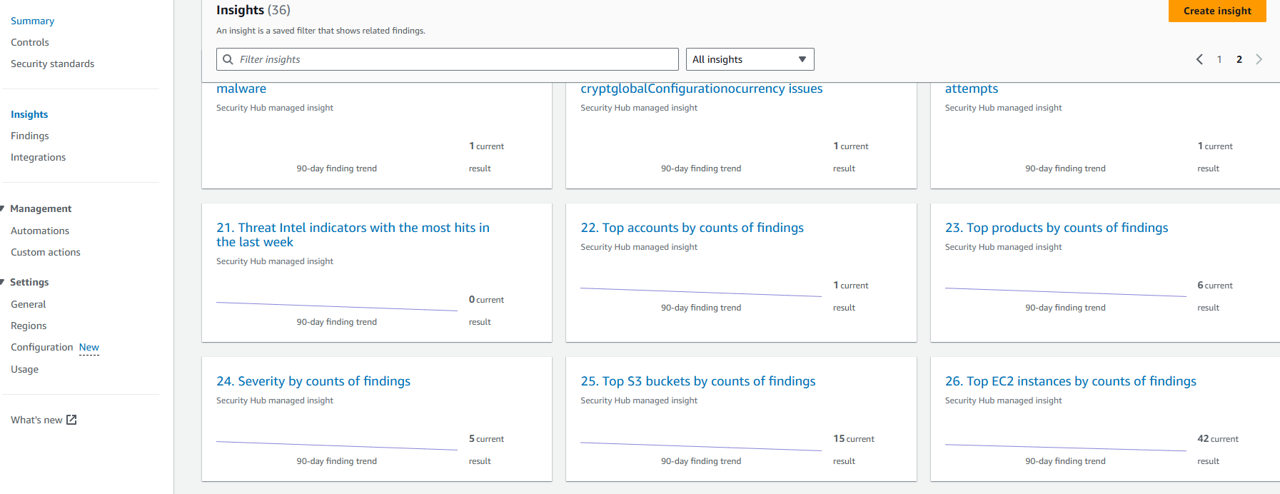 Summary
Controls
Security standards
Insights
Findings
Integrations
Management
Automations
Custom actions
Settings
General
Regions
Configuration New
Usage
What's new
Insights (36)
Create insight
An insight is a saved filter that shows related findings.
Filter insights
All insights
1 2
malware
Security Hub managed insight
1 current
90-day finding trend
result
cryptglobalConfigurationocurrency issues
Security Hub managed insight
1 current
90-day finding trend
result
attempts
Security Hub managed insight
1 current
90-day finding trend
result
21. Threat Intel indicators with the most hits in
the last week
Security Hub managed insight
0 current
90-day finding trend
result
22. Top accounts by counts of findings
Security Hub managed insight
1 current
90-day finding trend
result
23. Top products by counts of findings
Security Hub managed insight
6 current
90-day finding trend
result
24. Severity by counts of findings
Security Hub managed insight
5 current
90-day finding trend
result
25. Top S3 buckets by counts of findings
Security Hub managed insight
15 current
90-day finding trend
result
26. Top EC2 instances by counts of findings
Security Hub managed insight
42 current
90-day finding trend
result